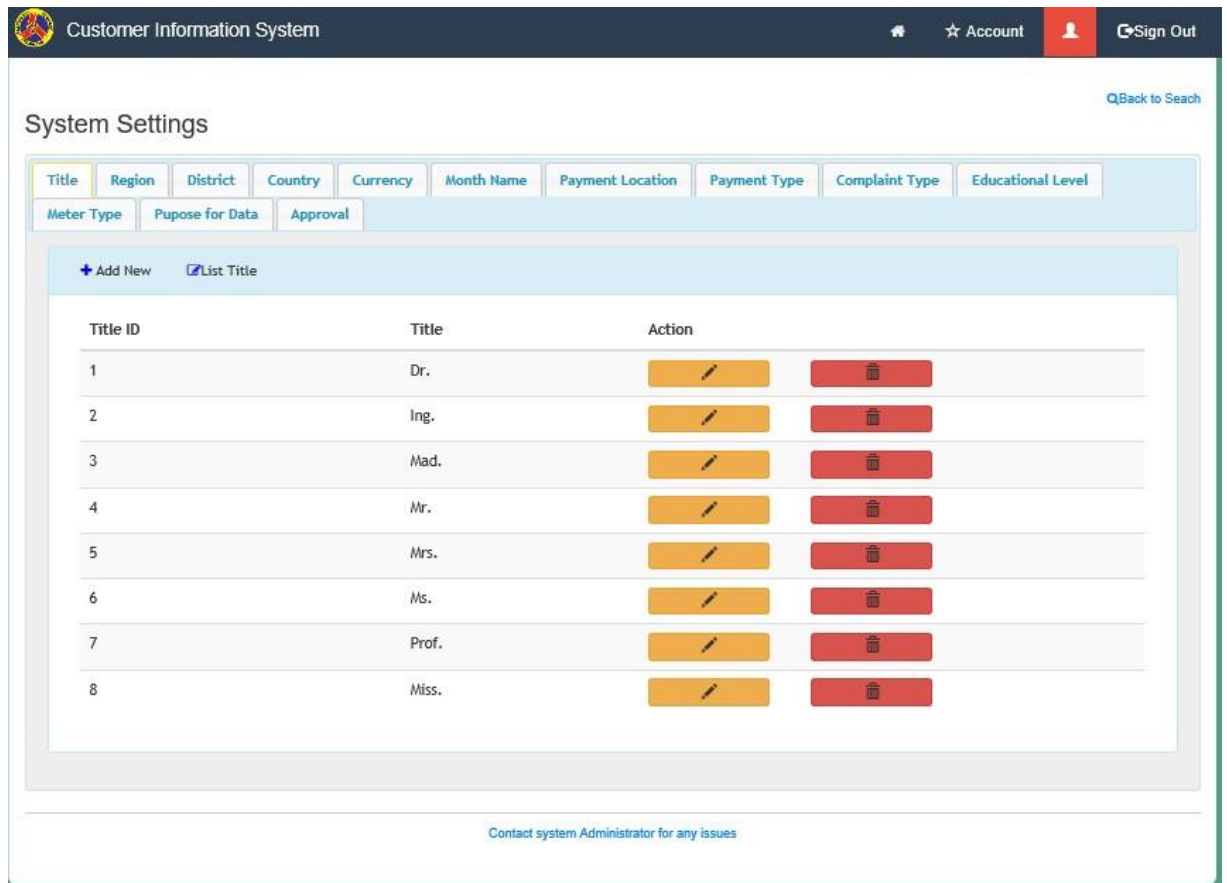 Customer Information System Account Sign Out
Back to Seach
System Settings
Title Region District Country Currency Month Name Payment Location Payment Type Complaint Type Educational Level
Meter Type Pupose for Data Approval
Add New List Title
Title ID Title Action
1 Dr.
2 Ing.
3 Mad.
4 Mr.
5 Mrs.
6 Ms.
7 Prof.
8 Miss.
Contact system Administrator for any issues